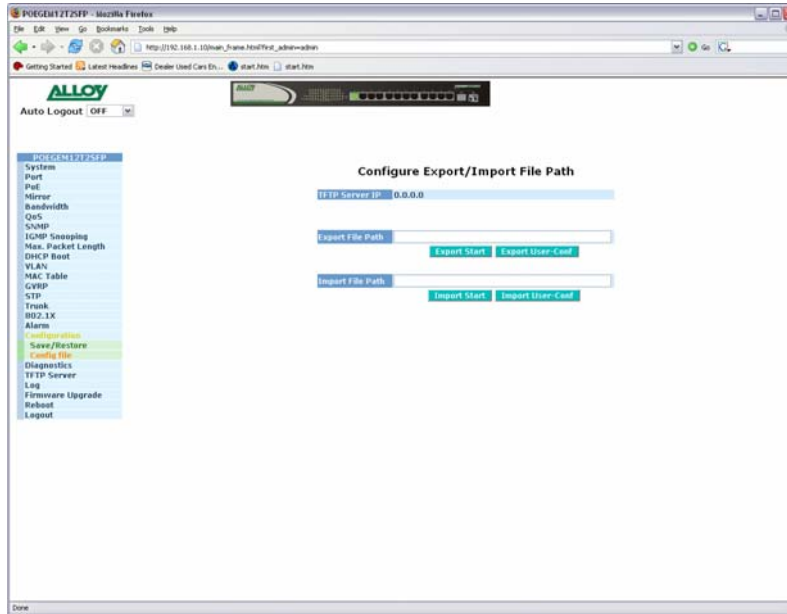 POEGEM12T2SFP - Mozilla Firefox
File Edit View Go Bookmarks Tools Help
http://192.168.1.10/main_frame.html?first_admin=admin
Go
Getting Started Latest Headlines Dealer Used Cars En... start.htm start.htm
ALLOY
Auto Logout OFF
ALLOY
POEGEM12T2SFP
System
Port
PoE
Mirror
Bandwidth
QoS
SNMP
IGMP Snooping
Max. Packet Length
DHCP Boot
VLAN
MAC Table
GVRP
STP
Trunk
802.1X
Alarm
Configuration
Save/Restore
Config file
Diagnostics
TFTP Server
Log
Firmware Upgrade
Reboot
Logout
Configure Export/Import File Path
TFTP Server IP 0.0.0.0
Export File Path
Export Start Export User-Conf
Import File Path
Import Start Import User-Conf
Done